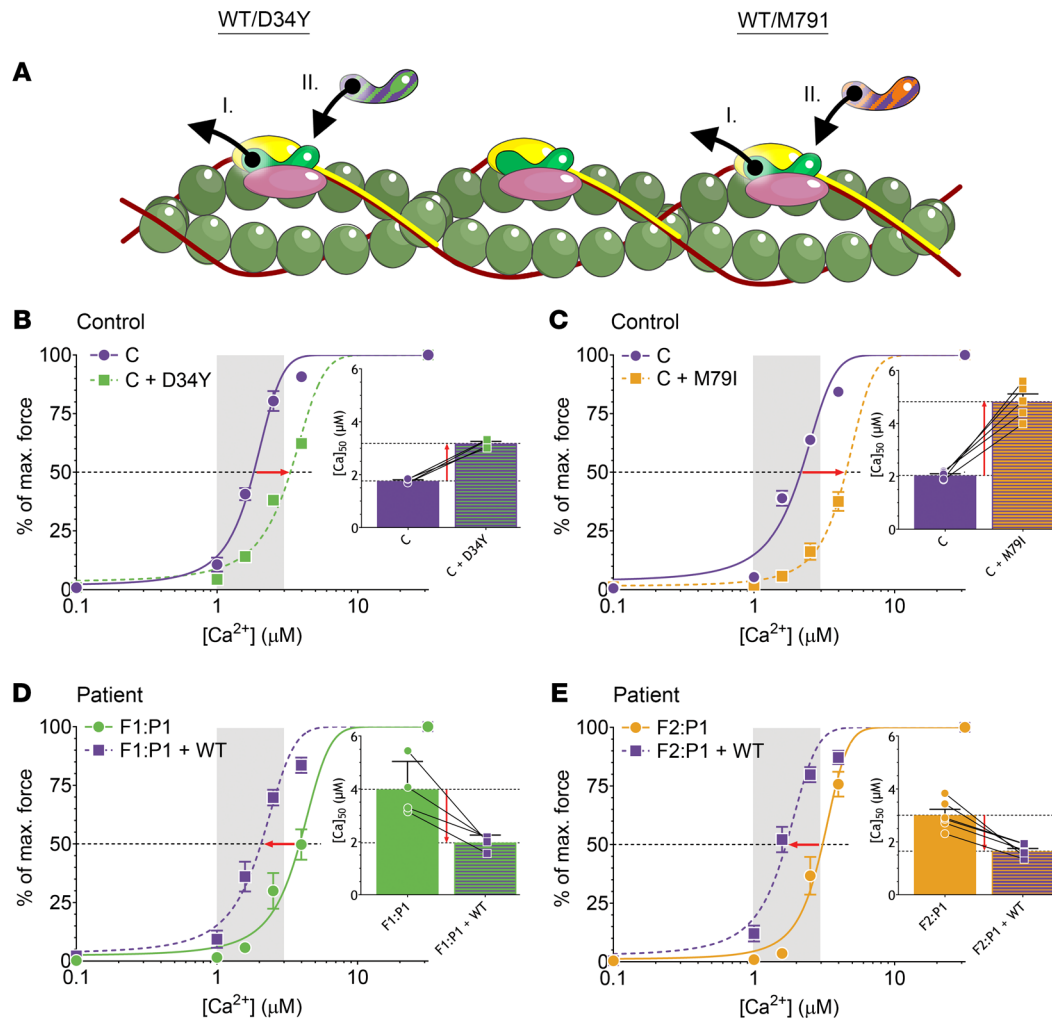 WT/D34Y
WT/M791
A
I.
II.
I.
II.
B Control
C
C + D34Y
% of max. force
100
75
50
25
0
0.1
1
10
[Ca²⁺] (μM)
[Ca]₅₀ (μM)
6
4
2
0
C
C + D34Y
C Control
C
C + M79I
% of max. force
100
75
50
25
0
0.1
1
10
[Ca²⁺] (μM)
[Ca]₅₀ (μM)
6
4
2
0
C
C + M79I
D Patient
F1:P1
F1:P1 + WT
% of max. force
100
75
50
25
0
0.1
1
10
[Ca²⁺] (μM)
[Ca]₅₀ (μM)
6
4
2
0
F1:P1
F1:P1 + WT
E Patient
F2:P1
F2:P1 + WT
% of max. force
100
75
50
25
0
0.1
1
10
[Ca²⁺] (μM)
[Ca]₅₀ (μM)
6
4
2
0
F2:P1
F2:P1 + WT